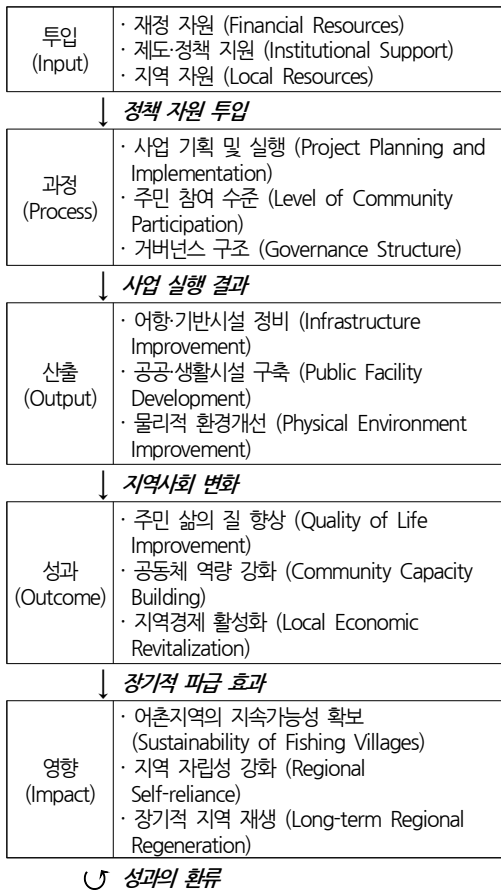 투입
(Input)
· 재정 자원 (Financial Resources)
· 제도·정책 지원 (Institutional Support)
· 지역 자원 (Local Resources)
↓ 정책 자원 투입
과정
(Process)
· 사업 기획 및 실행 (Project Planning and
Implementation)
· 주민 참여 수준 (Level of Community
Participation)
· 거버넌스 구조 (Governance Structure)
↓ 사업 실행 결과
산출
(Output)
· 어항·기반시설 정비 (Infrastructure
Improvement)
· 공공·생활시설 구축 (Public Facility
Development)
· 물리적 환경개선 (Physical Environment
Improvement)
↓ 지역사회 변화
성과
(Outcome)
· 주민 삶의 질 향상 (Quality of Life
Improvement)
· 공동체 역량 강화 (Community Capacity
Building)
· 지역경제 활성화 (Local Economic
Revitalization)
↓ 장기적 파급 효과
영향
(Impact)
· 어촌지역의 지속가능성 확보
(Sustainability of Fishing Villages)
· 지역 자립성 강화 (Regional
Self-reliance)
· 장기적 지역 재생 (Long-term Regional
Regeneration)
↺ 성과의 환류